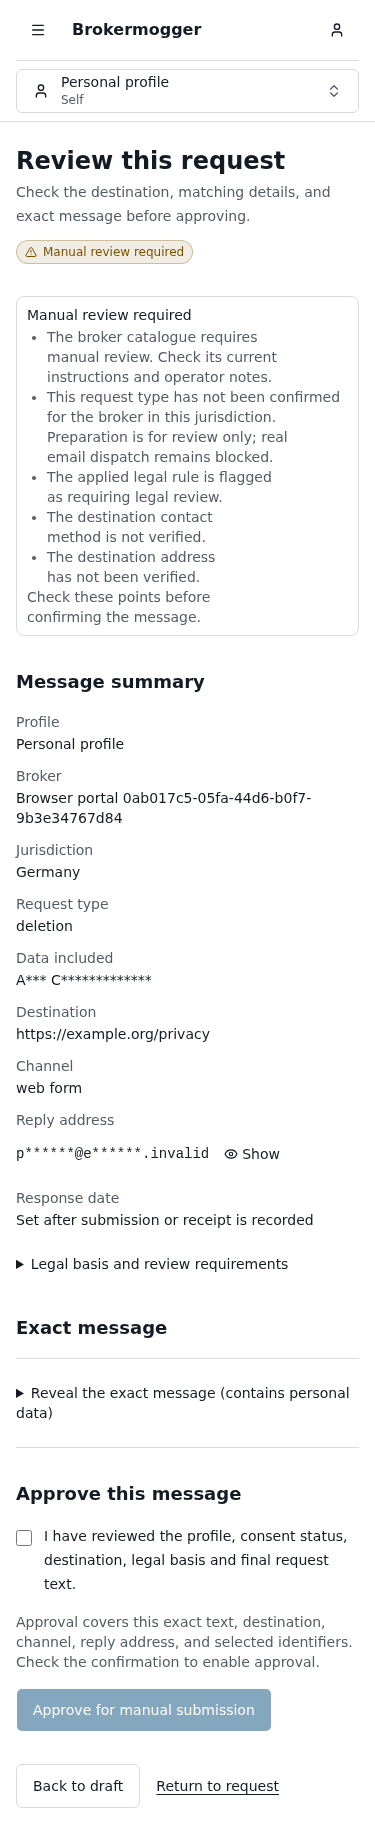 Brokermogger
Personal profile
Self
Review this request
Check the destination, matching details, and
exact message before approving.
Manual review required
Manual review required
• The broker catalogue requires
manual review. Check its current
instructions and operator notes.
• This request type has not been confirmed
for the broker in this jurisdiction.
Preparation is for review only; real
email dispatch remains blocked.
• The applied legal rule is flagged
as requiring legal review.
• The destination contact
method is not verified.
• The destination address
has not been verified.
Check these points before
confirming the message.
Message summary
Profile
Personal profile
Broker
Browser portal 0ab017c5-05fa-44d6-b0f7-
9b3e34767d84
Jurisdiction
Germany
Request type
deletion
Data included
A*** C*************
Destination
https://example.org/privacy
Channel
web form
Reply address
p******@e******.invalid Show
Response date
Set after submission or receipt is recorded
Legal basis and review requirements
Exact message
Reveal the exact message (contains personal
data)
Approve this message
I have reviewed the profile, consent status,
destination, legal basis and final request
text.
Approval covers this exact text, destination,
channel, reply address, and selected identifiers.
Check the confirmation to enable approval.
Approve for manual submission
Back to draft Return to request